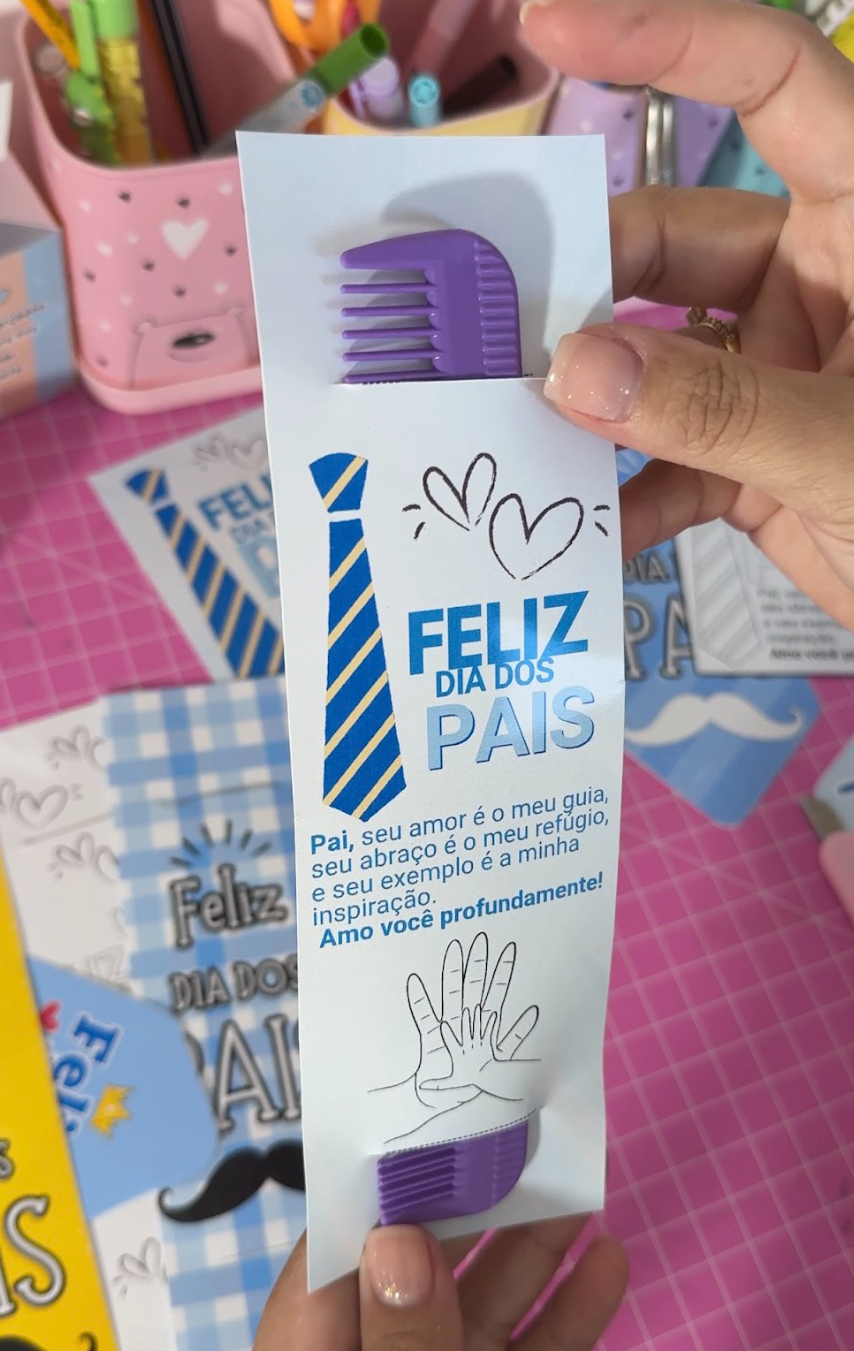 FELIZ
DIA DOS
PAIS
Pai, seu amor é o meu guia,
seu abraço é o meu refúgio,
e seu exemplo é a minha
inspiração.
Amo você profundamente!
Feliz
DIA DOS